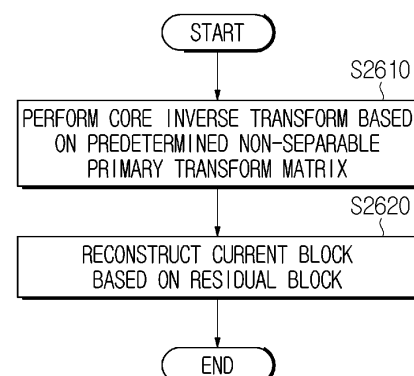 START
S2610
PERFORM CORE INVERSE TRANSFORM BASED
ON PREDETERMINED NON-SEPARABLE
PRIMARY TRANSFORM MATRIX
S2620
RECONSTRUCT CURRENT BLOCK
BASED ON RESIDUAL BLOCK
END